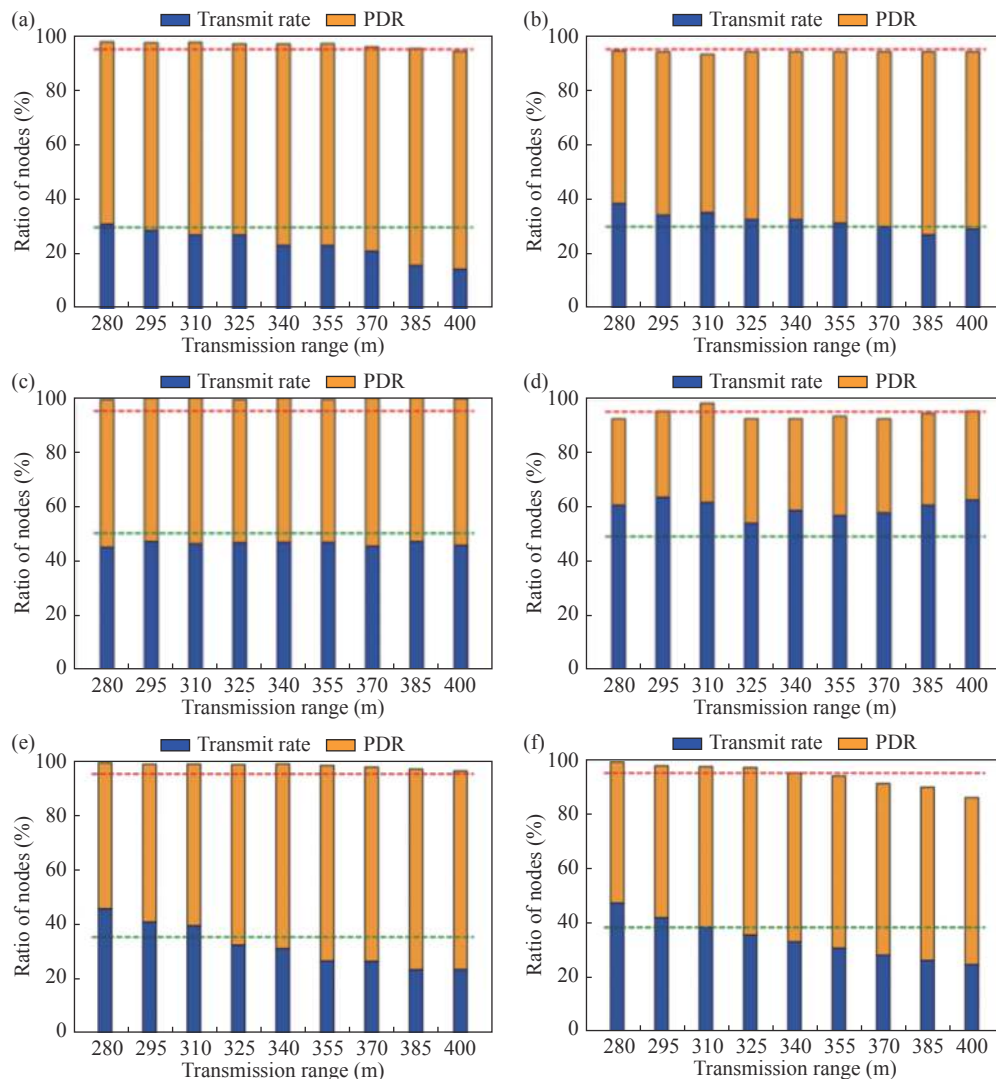 (a) Transmit rate PDR
100
80
60
40
20
0
Ratio of nodes (%)
280 295 310 325 340 355 370 385 400
Transmission range (m)
(b) Transmit rate PDR
100
80
60
40
20
0
Ratio of nodes (%)
280 295 310 325 340 355 370 385 400
Transmission range (m)
(c) Transmit rate PDR
100
80
60
40
20
0
Ratio of nodes (%)
280 295 310 325 340 355 370 385 400
Transmission range (m)
(d) Transmit rate PDR
100
80
60
40
20
0
Ratio of nodes (%)
280 295 310 325 340 355 370 385 400
Transmission range (m)
(e) Transmit rate PDR
100
80
60
40
20
0
Ratio of nodes (%)
280 295 310 325 340 355 370 385 400
Transmission range (m)
(f) Transmit rate PDR
100
80
60
40
20
0
Ratio of nodes (%)
280 295 310 325 340 355 370 385 400
Transmission range (m)